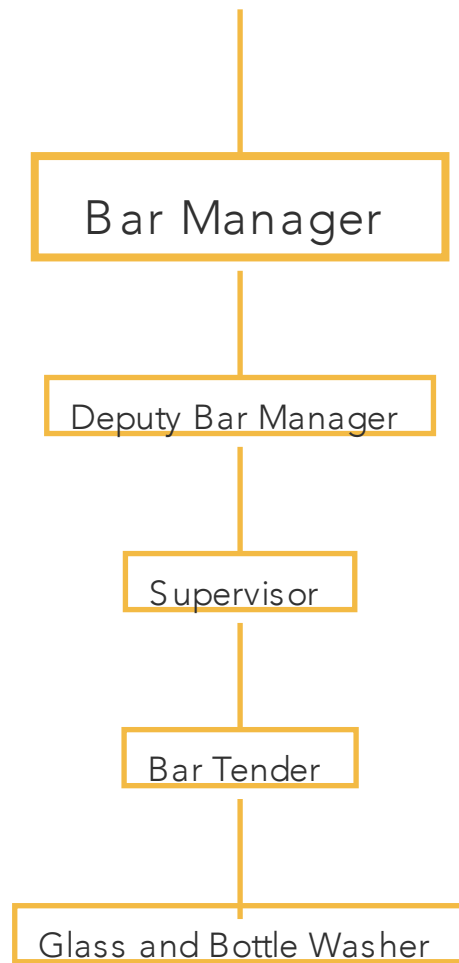 Bar Manager
Deputy Bar Manager
Supervisor
Bar Tender
Glass and Bottle Washer